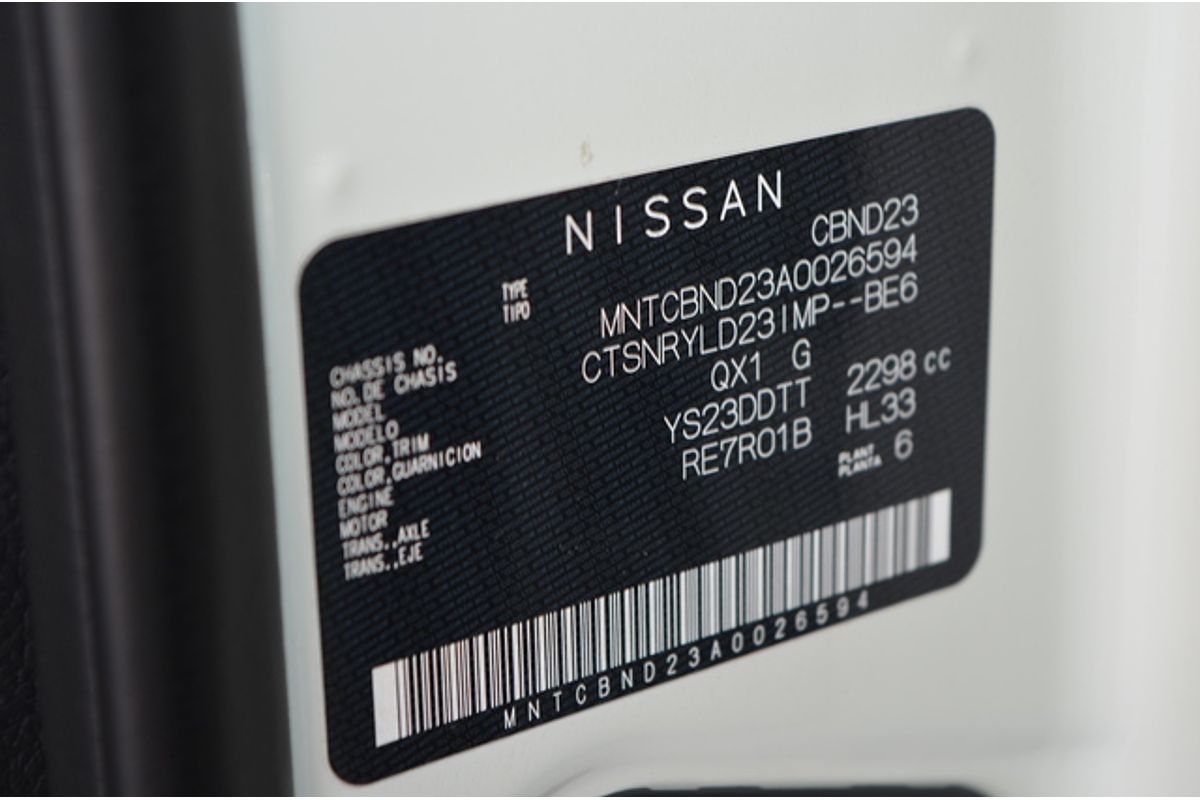 NISSAN
TYPE CBND23
TIPO
CHASSIS NO. MNTCBND23A0026594
NO. DE CHASIS
MODEL CTSNRYLD23IMP--BE6
MODELO
COLOR,TRIM QX1 G
COLOR,GUARNICION
ENGINE YS23DDTT 2298 CC
MOTOR
TRANS.,AXLE RE7R01B HL33
TRANS.,EJE
PLANT 6
PLANTA
MNTCBND23A0026594